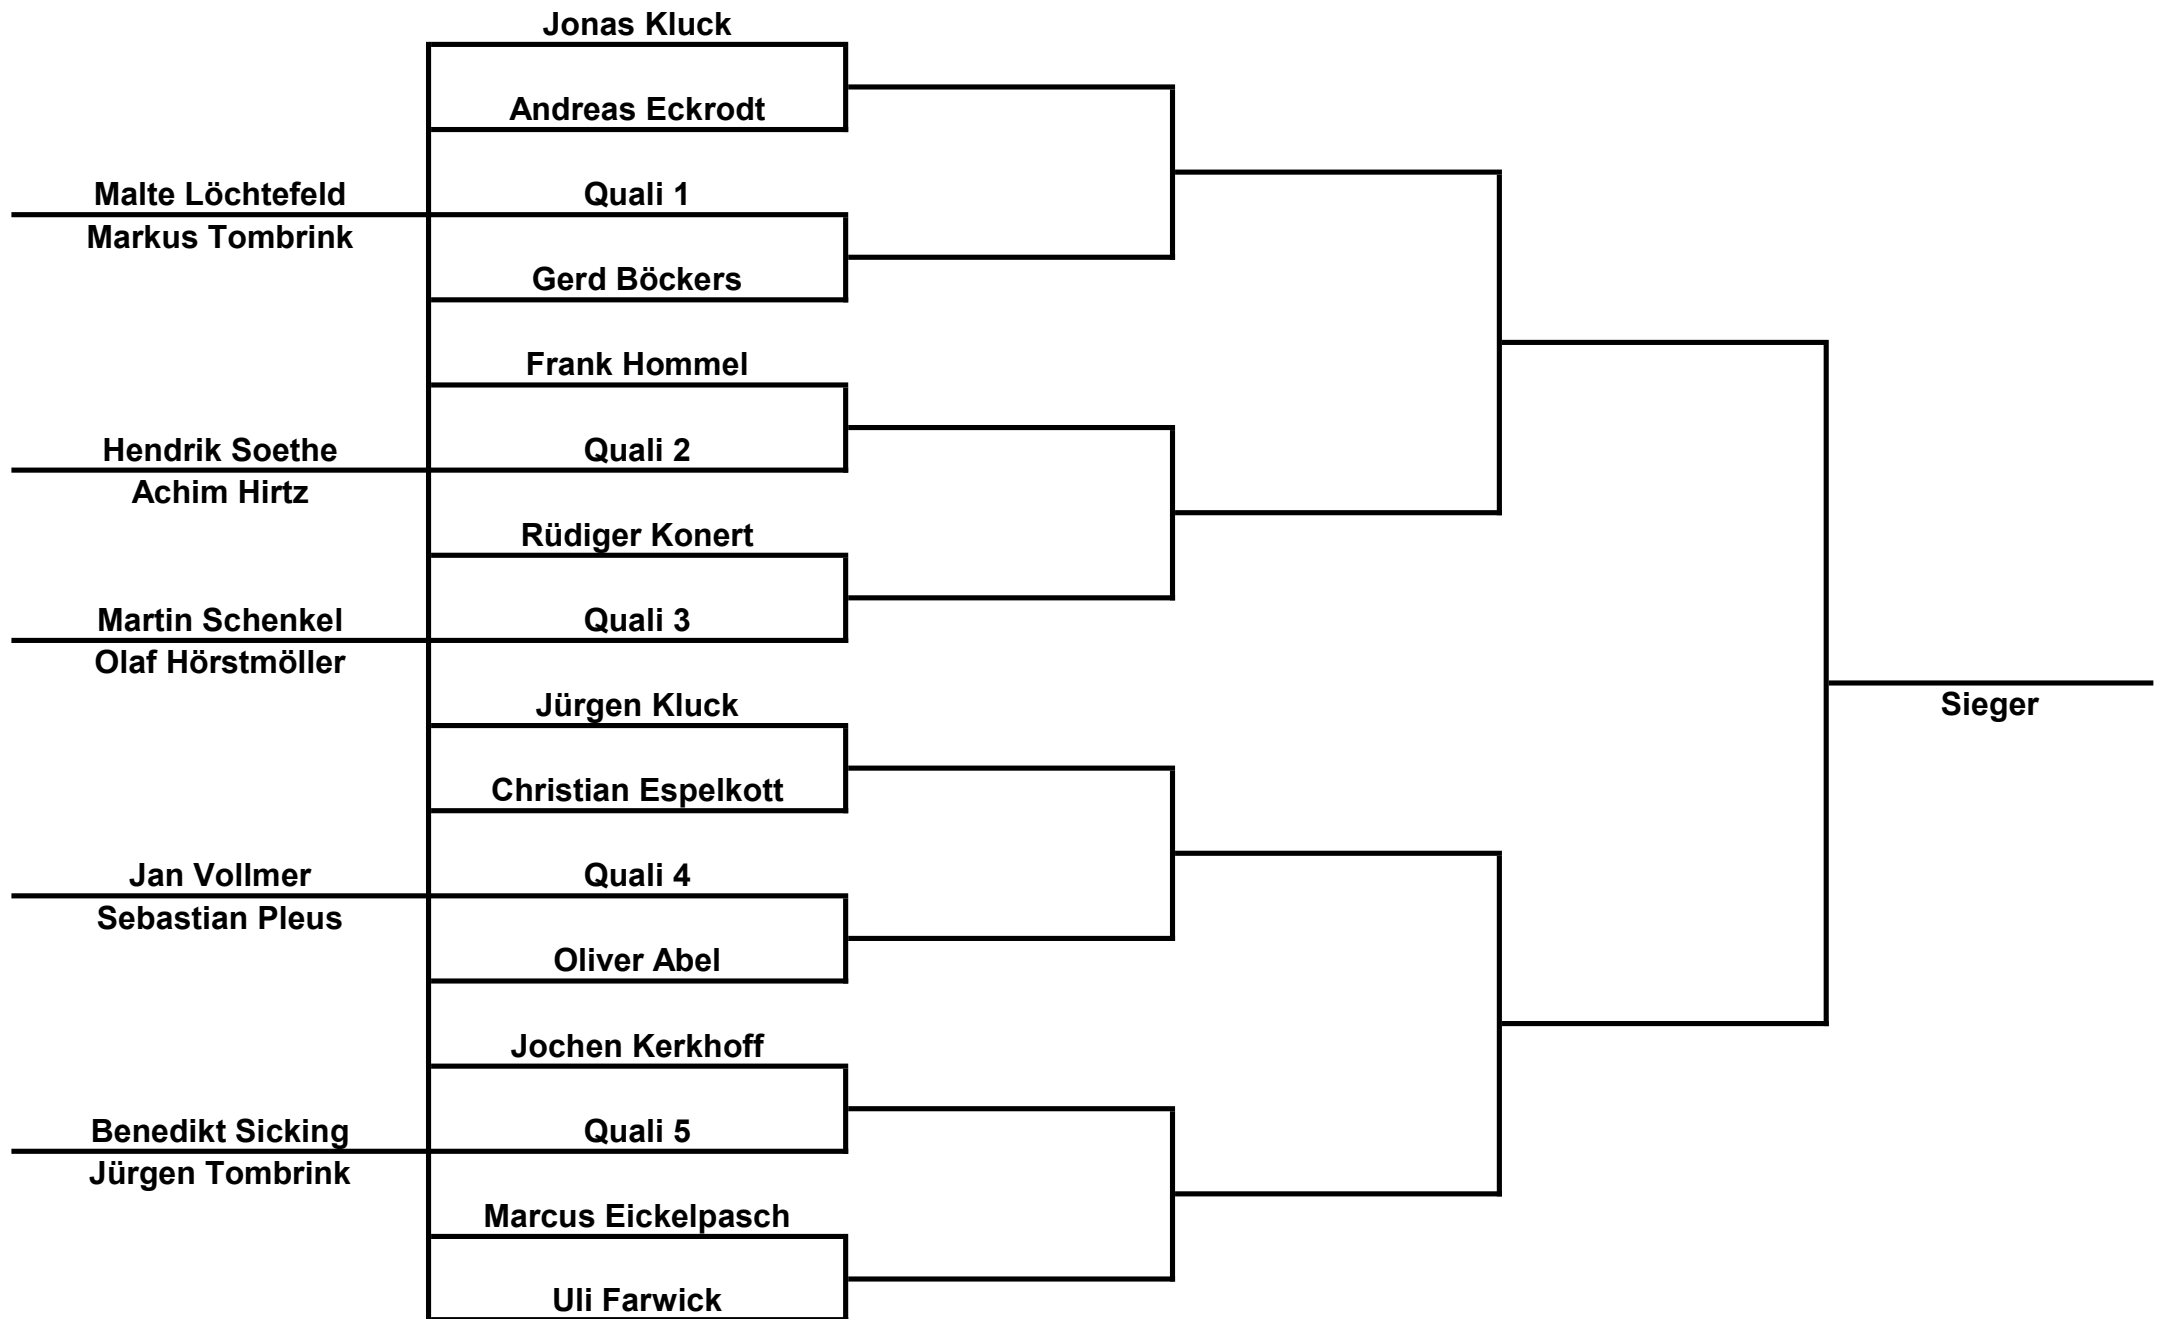 Jonas Kluck
Andreas Eckrodt
Malte Löchtefeld
Quali 1
Markus Tombrink
Gerd Böckers
Frank Hommel
Hendrik Soethe
Quali 2
Achim Hirtz
Rüdiger Konert
Martin Schenkel
Quali 3
Olaf Hörstmöller
Jürgen Kluck
Sieger
Christian Espelkott
Jan Vollmer
Quali 4
Sebastian Pleus
Oliver Abel
Jochen Kerkhoff
Benedikt Sicking
Quali 5
Jürgen Tombrink
Marcus Eickelpasch
Uli Farwick